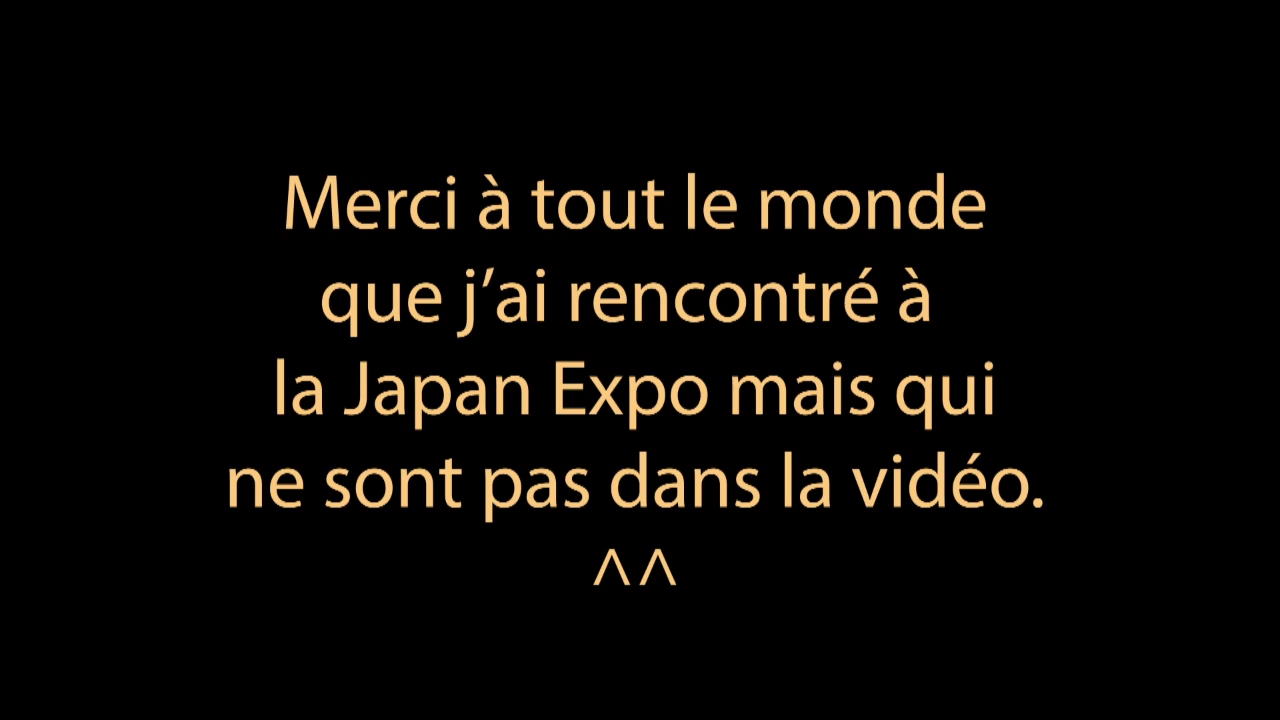 Merci à tout le monde
que j’ai rencontré à
la Japan Expo mais qui
ne sont pas dans la vidéo.
^^